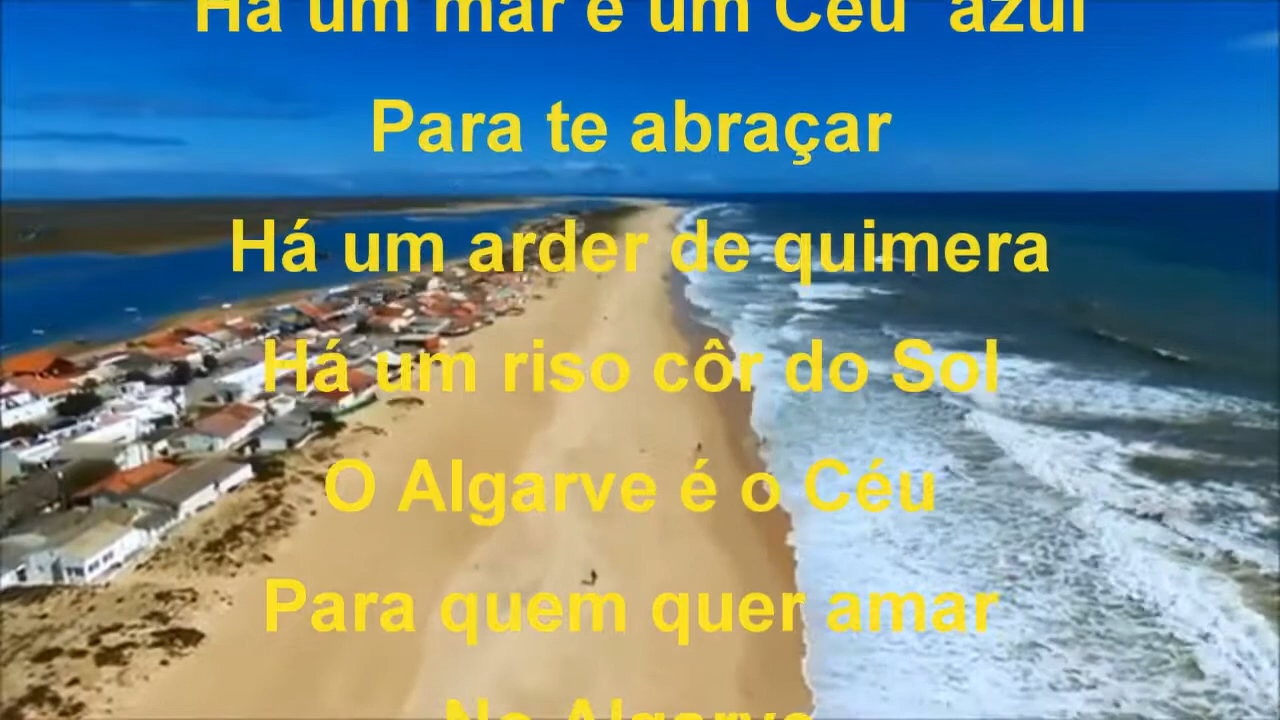 Há um mar e um Céu  azul
Para te abraçar
Há um arder de quimera
Há um riso côr do Sol
O Algarve é o Céu
Para quem quer amar
No Algarve